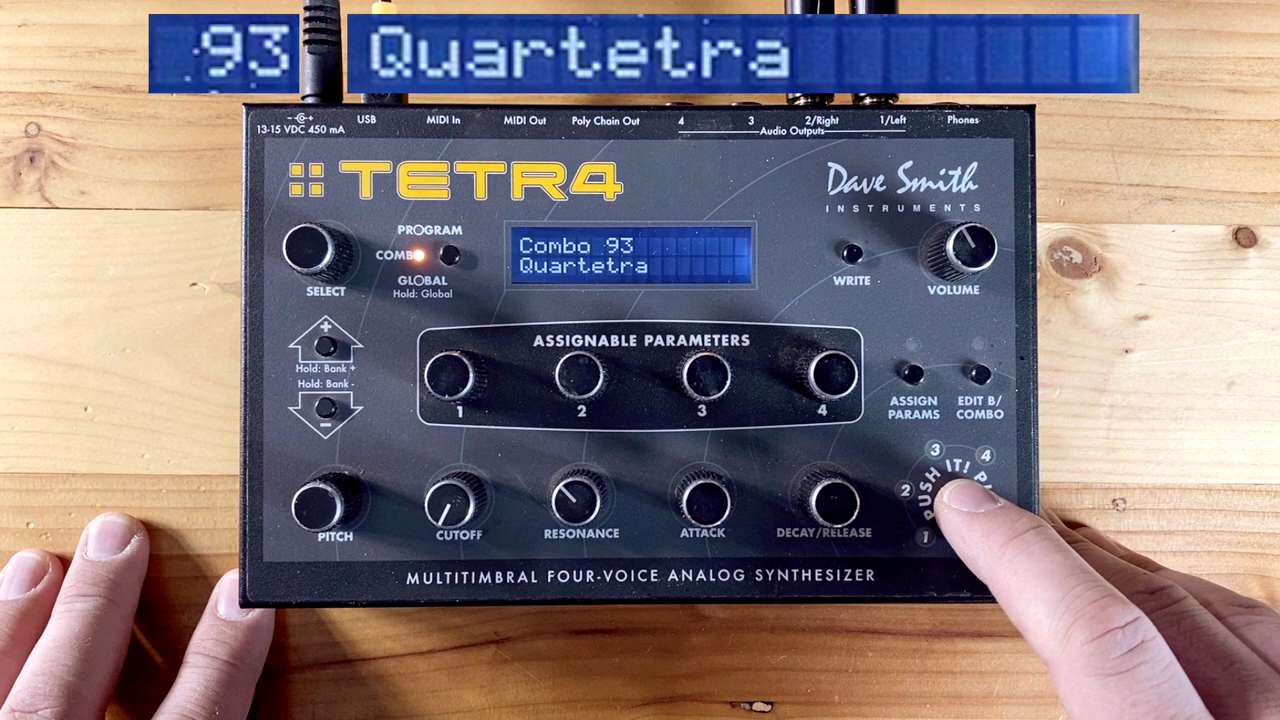 93 Quartetra
13-15 VDC 450 mA
USB
MIDI In
MIDI Out
Poly Chain Out
4
3
2/Right
1/Left
Phones
Audio Outputs
TETR4
Dave Smith
INSTRUMENTS
PROGRAM
COMBO
GLOBAL
Hold: Global
Combo 93
Quartetra
SELECT
WRITE
VOLUME
+
Hold: Bank +
Hold: Bank -
–
ASSIGNABLE PARAMETERS
1
2
3
4
ASSIGN
PARAMS
EDIT B/
COMBO
PITCH
CUTOFF
RESONANCE
ATTACK
DECAY/RELEASE
1
2
3
4
PUSH IT!
MULTITIMBRAL FOUR-VOICE ANALOG SYNTHESIZER